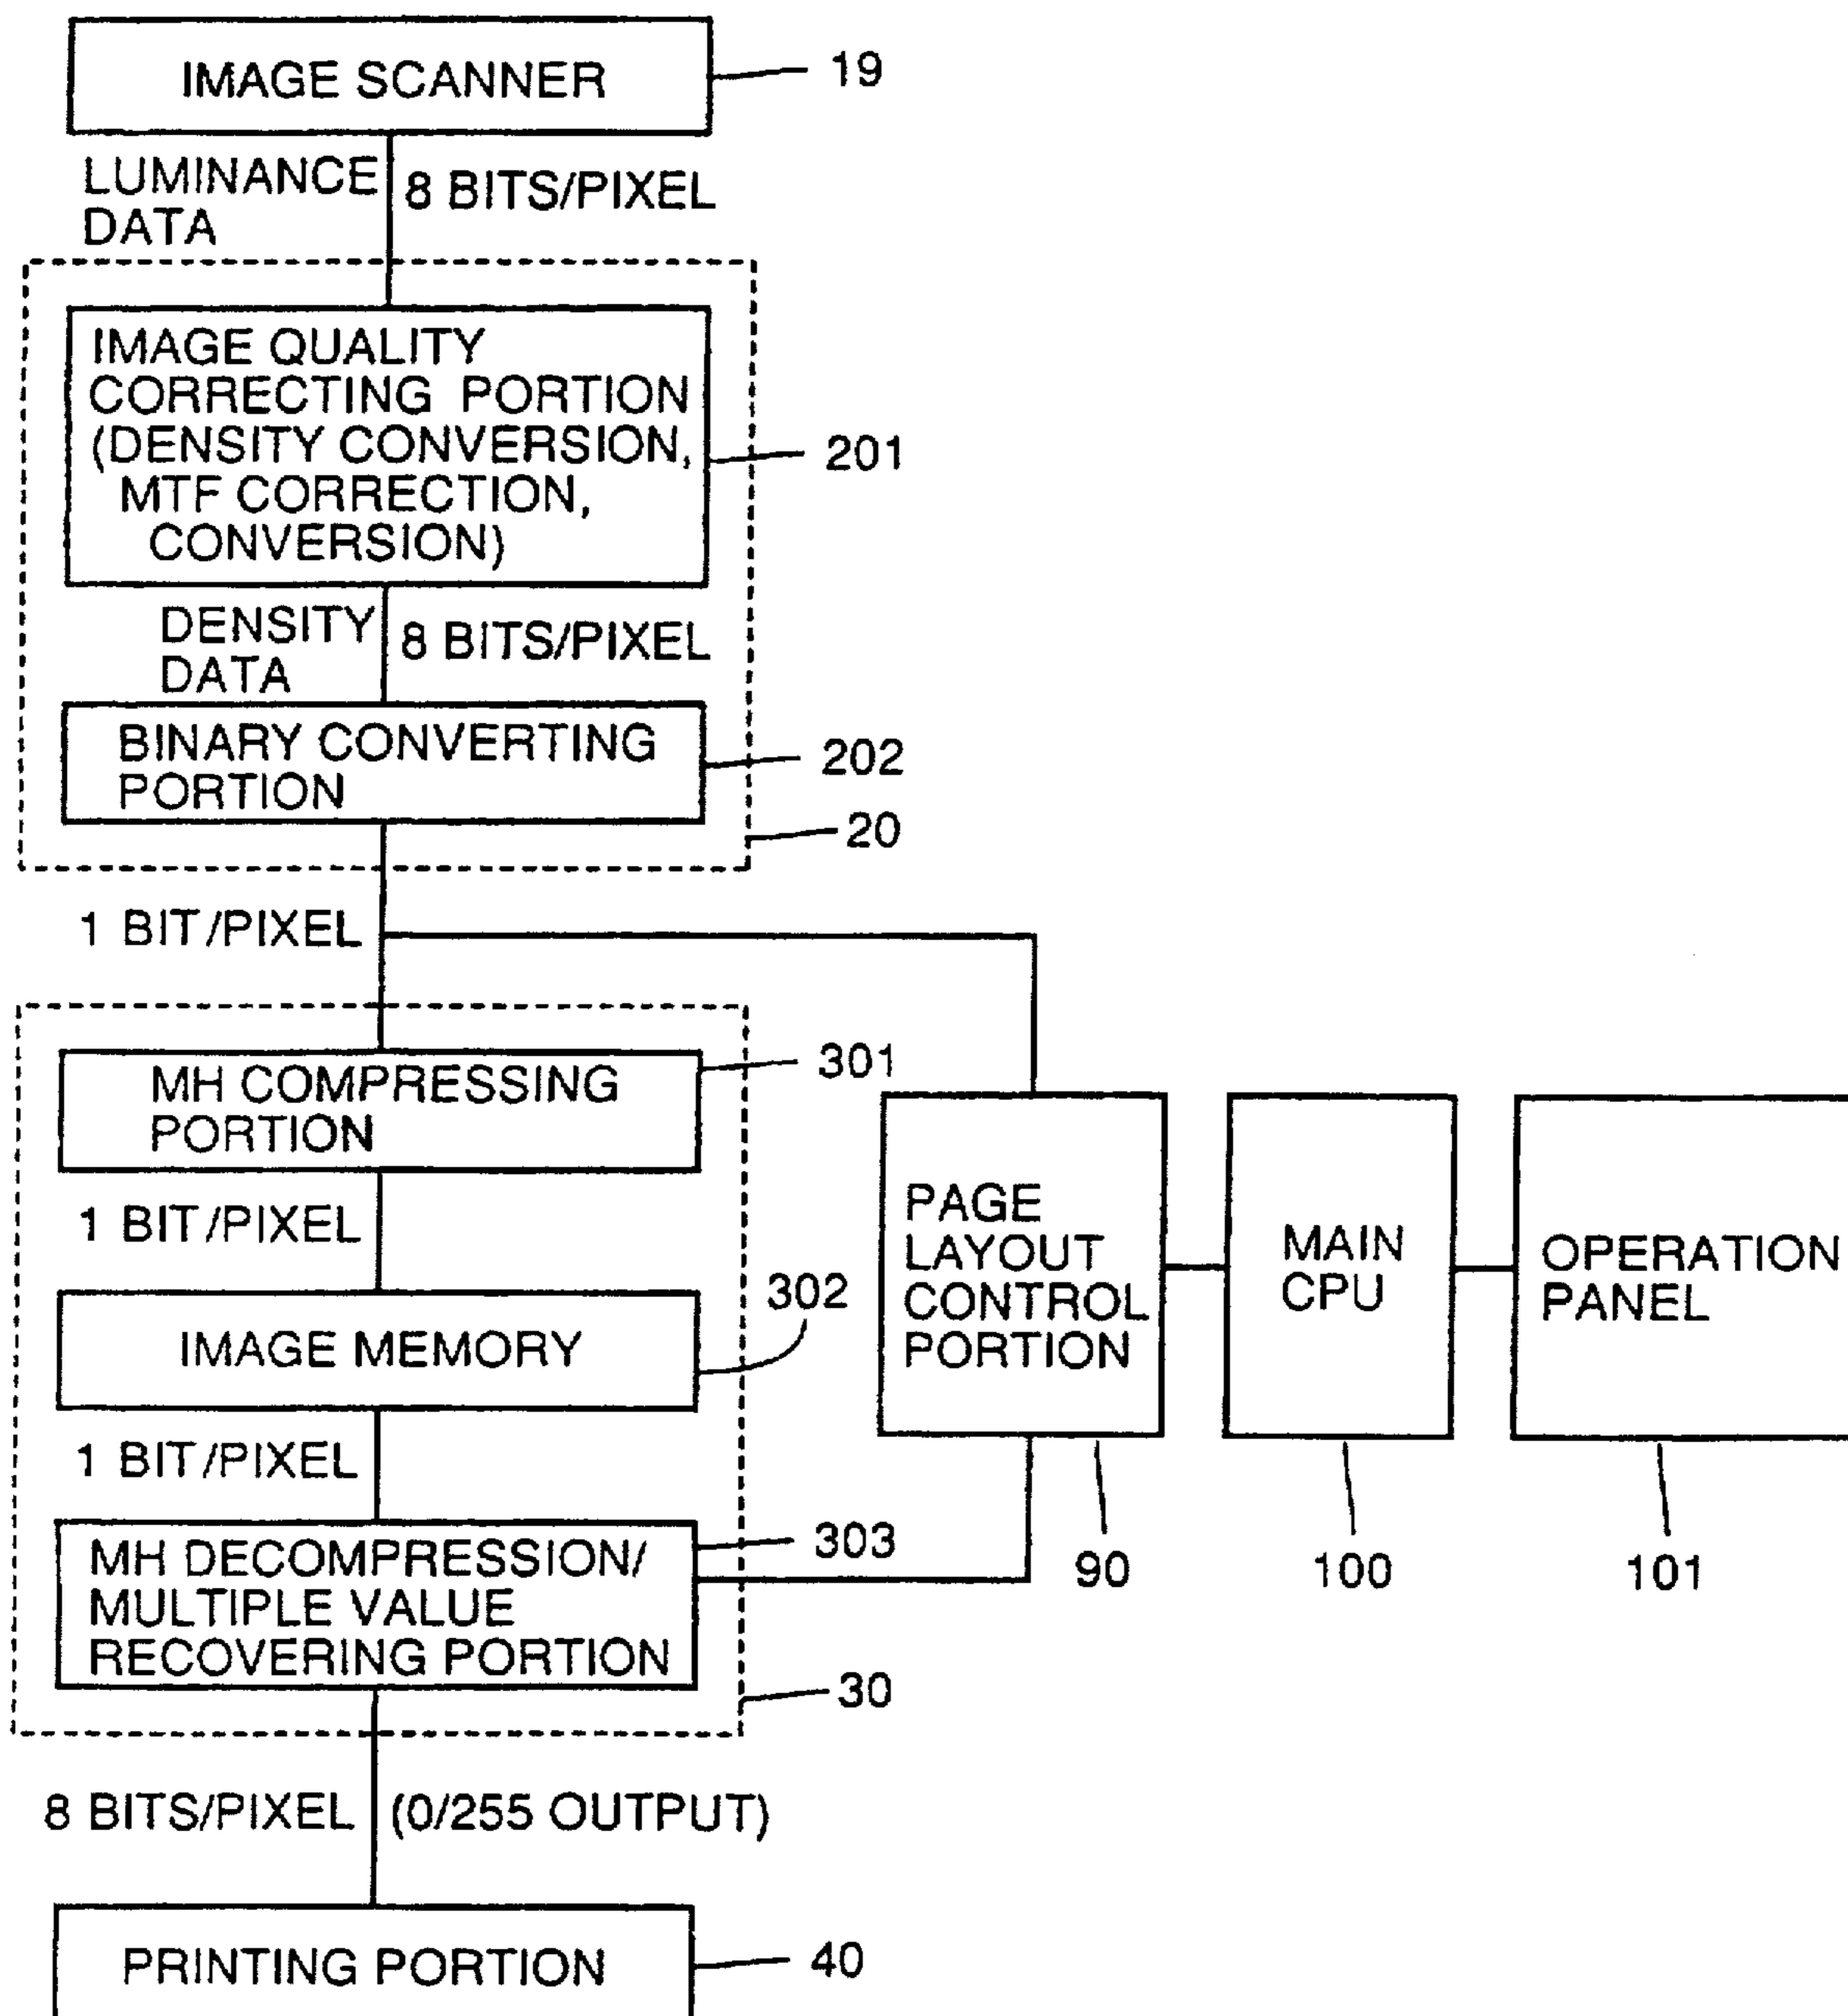 IMAGE SCANNER
19
LUMINANCE
DATA
8 BITS/PIXEL
IMAGE QUALITY
CORRECTING PORTION
(DENSITY CONVERSION,
MTF CORRECTION,
CONVERSION)
201
DENSITY
DATA
8 BITS/PIXEL
BINARY CONVERTING
PORTION
202
20
1 BIT/PIXEL
MH COMPRESSING
PORTION
301
1 BIT/PIXEL
IMAGE MEMORY
302
1 BIT/PIXEL
MH DECOMPRESSION/
MULTIPLE VALUE
RECOVERING PORTION
303
30
PAGE
LAYOUT
CONTROL
PORTION
90
MAIN
CPU
100
OPERATION
PANEL
101
8 BITS/PIXEL (0/255 OUTPUT)
PRINTING PORTION
40